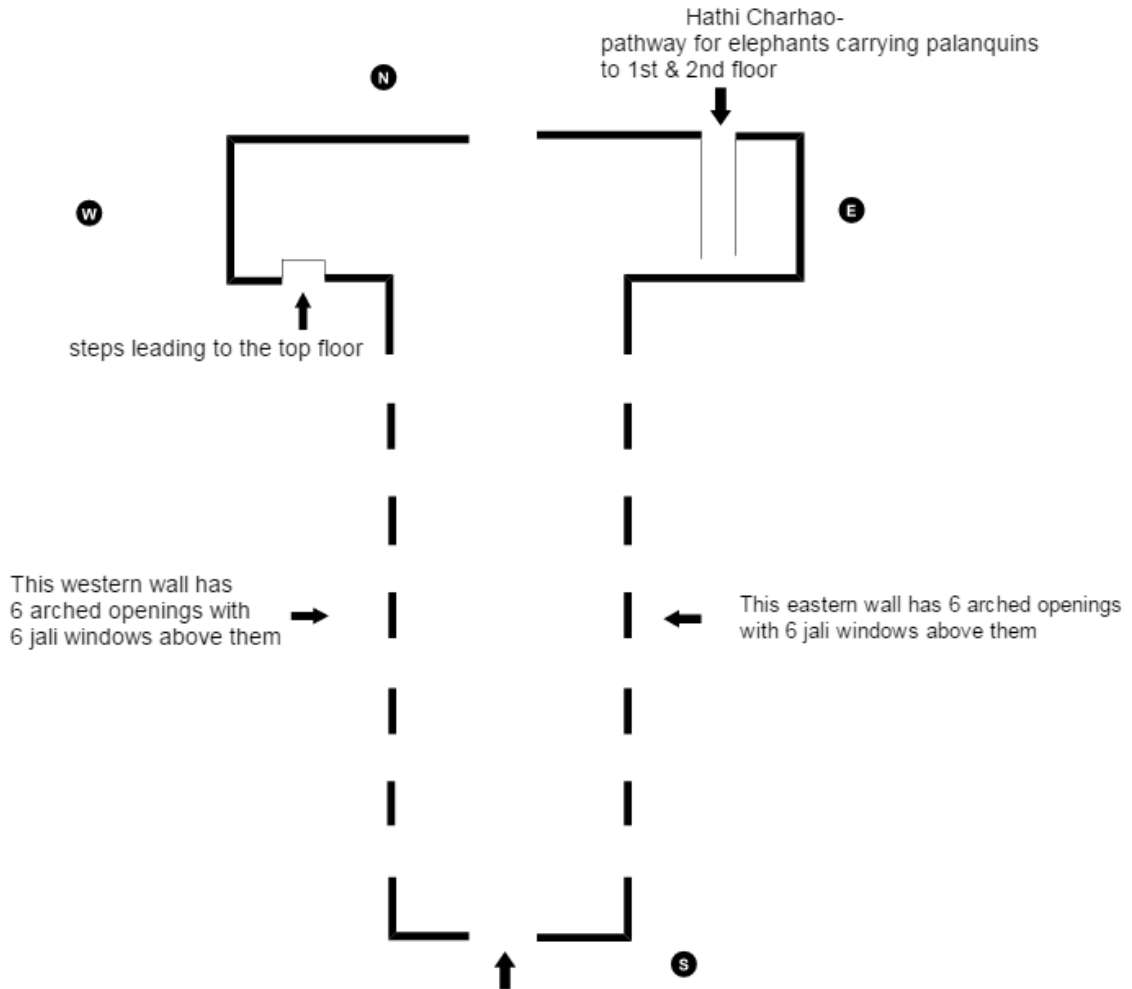 Hathi Charhao-
pathway for elephants carrying palanquins
to 1st & 2nd floor
N
W
E
steps leading to the top floor
This western wall has
6 arched openings with
6 jali windows above them
This eastern wall has 6 arched openings
with 6 jali windows above them
S